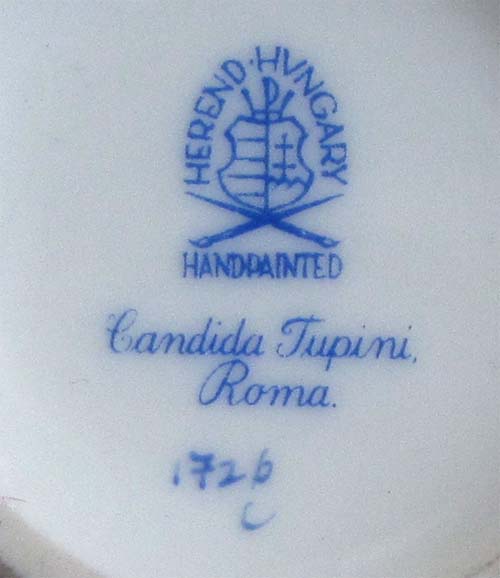 HEREND·HUNGARY
HANDPAINTED
Candida Tupini,
Roma.
1726
C